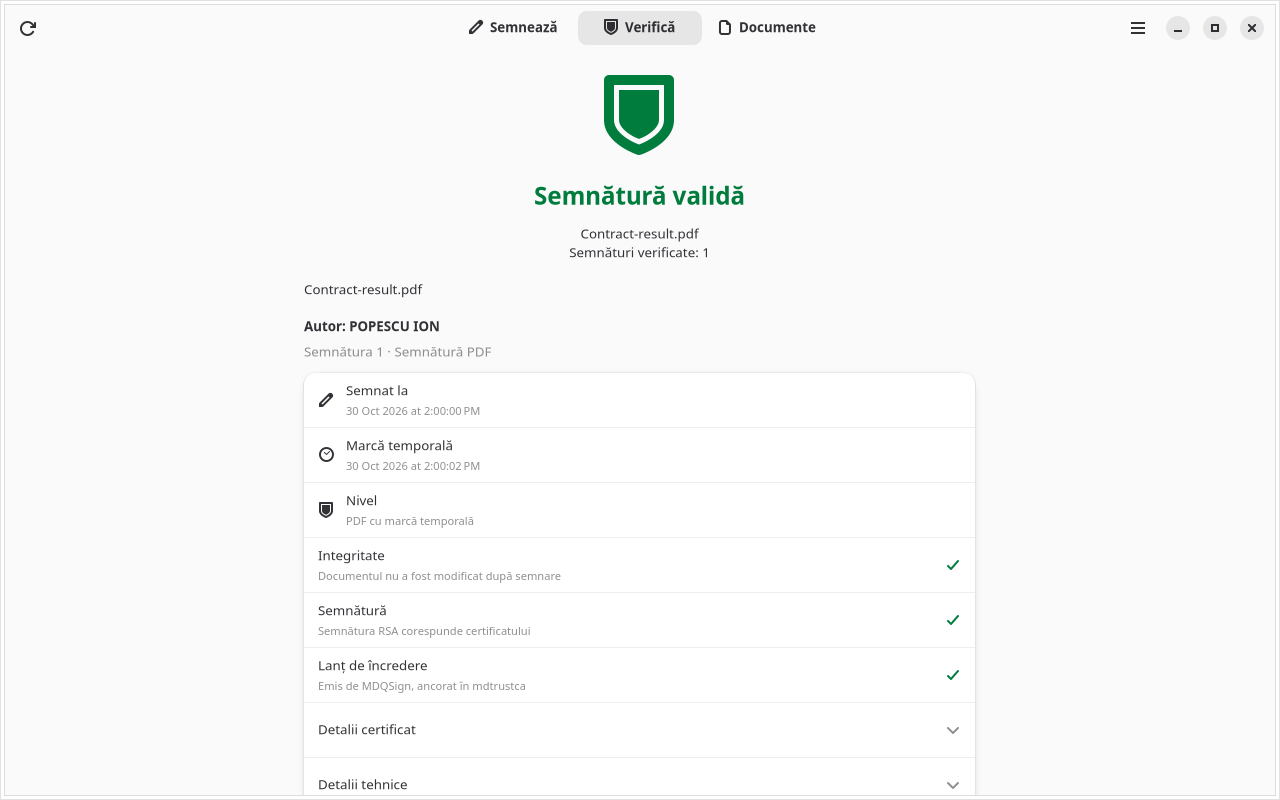 Semnează
Verifică
Documente
Semnătură validă
Contract-result.pdf
Semnături verificate: 1
Contract-result.pdf
Autor: POPESCU ION
Semnătura 1 · Semnătură PDF
Semnat la
30 Oct 2026 at 2:00:00 PM
Marcă temporală
30 Oct 2026 at 2:00:02 PM
Nivel
PDF cu marcă temporală
Integritate
Documentul nu a fost modificat după semnare
Semnătură
Semnătura RSA corespunde certificatului
Lanț de încredere
Emis de MDQSign, ancorat în mdtrustca
Detalii certificat
Detalii tehnice